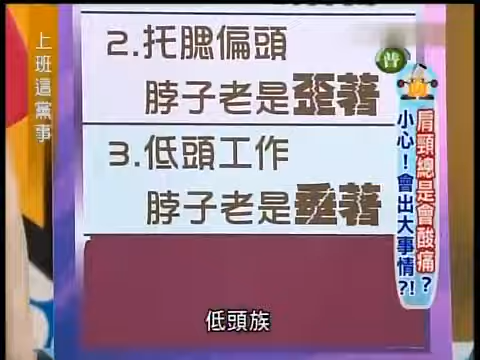 上班這黨事
2.托腮偏頭
脖子老是歪著
3.低頭工作
脖子老是垂著
普
肩頸總是會酸痛?
小心!會出大事情?!
低頭族